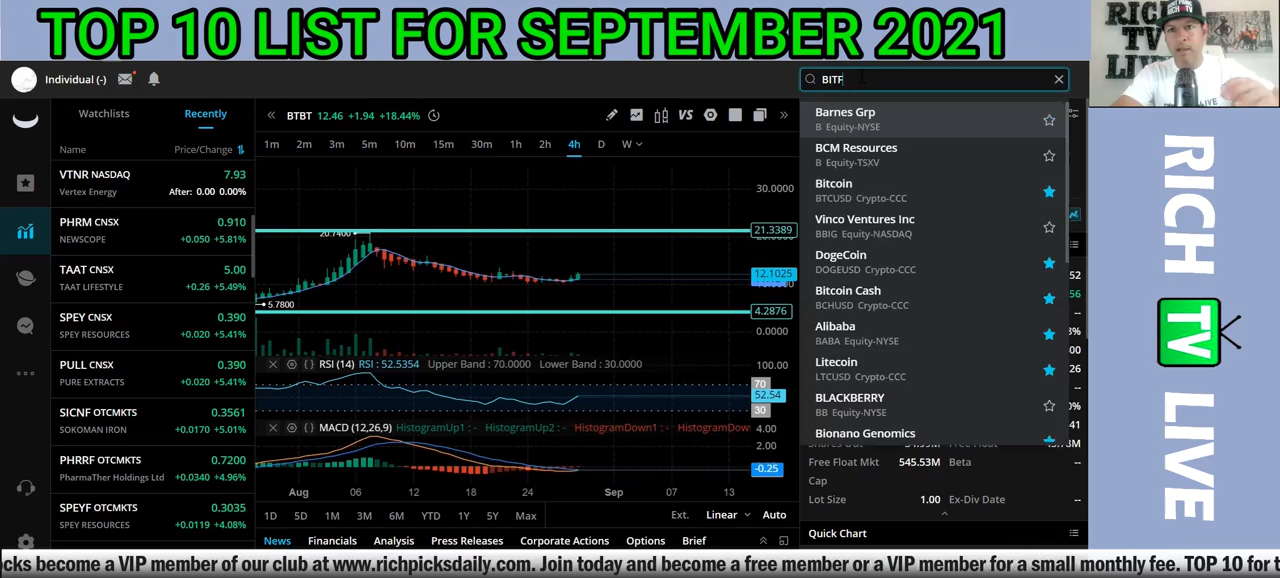 TOP 10 LIST FOR SEPTEMBER 2021
RICH
TV
LIVE
Individual (-)
BITF
Watchlists
Recently
Name
Price/Change
VTNR NASDAQ
7.93
Vertex Energy
After: 0.00 0.00%
PHRM CNSX
0.910
NEWSCOPE
+0.050 +5.81%
TAAT CNSX
5.00
TAAT LIFESTYLE
+0.26 +5.49%
SPEY CNSX
0.390
SPEY RESOURCES
+0.020 +5.41%
PULL CNSX
0.390
PURE EXTRACTS
+0.020 +5.41%
SICNF OTCMKTS
0.3561
SOKOMAN IRON
+0.0170 +5.01%
PHRRF OTCMKTS
0.7200
PharmaTher Holdings Ltd
+0.0340 +4.96%
SPEYF OTCMKTS
0.3035
SPEY RESOURCES
+0.0119 +4.08%
BTBT 12.46 +1.94 +18.44%
VS
1m 2m 3m 5m 10m 15m 30m 1h 2h 4h D W
30.0000
21.3389
20.7400
12.1025
5.7800
4.2876
0.0000
RSI (14) RSI : 52.5354 Upper Band : 70.0000 Lower Band : 30.0000
100.00
70
52.54
30
MACD (12,26,9) HistogramUp1 : - HistogramUp2 : - HistogramDown1 : - HistogramDow
4.00
2.00
-0.25
Aug 06 12 18 24 Sep 07 13
1D 5D 1M 3M 6M YTD 1Y 5Y Max
Ext. Linear Auto
News Financials Analysis Press Releases Corporate Actions Options Brief
Barnes Grp
B Equity-NYSE
BCM Resources
B Equity-TSXV
Bitcoin
BTCUSD Crypto-CCC
Vinco Ventures Inc
BBIG Equity-NASDAQ
DogeCoin
DOGEUSD Crypto-CCC
Bitcoin Cash
BCHUSD Crypto-CCC
Alibaba
BABA Equity-NYSE
Litecoin
LTCUSD Crypto-CCC
BLACKBERRY
BB Equity-NYSE
Bionano Genomics
Free Float Mkt Cap
545.53M
Beta
--
Lot Size
1.00
Ex-Div Date
--
Quick Chart
RICH
TV
LIVE
cks become a VIP member of our club at www.richpicksdaily.com. Join today and become a free member or a VIP member for a small monthly fee. TOP 10 for